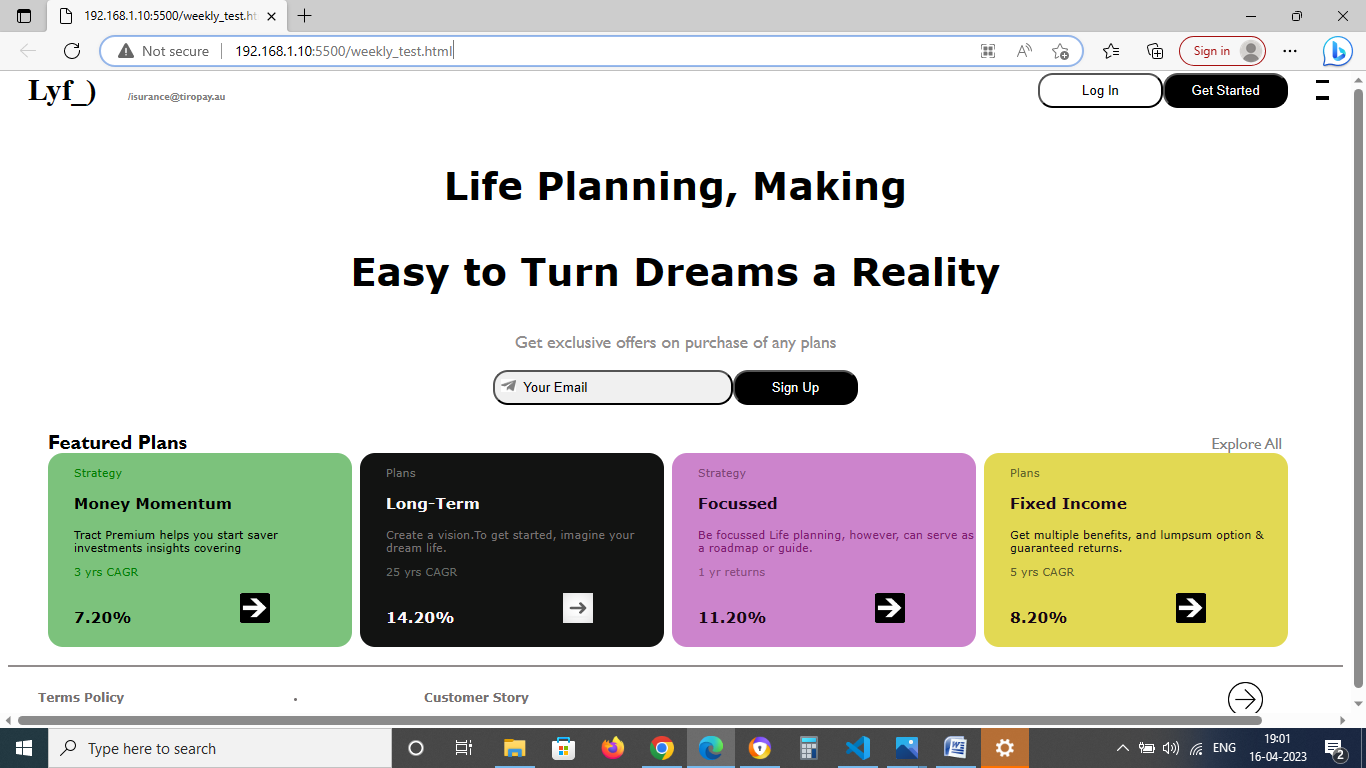 192.168.1.10:5500/weekly_test.ht
Not secure
192.168.1.10:5500/weekly_test.html
Sign in
Lyf_)
/isurance@tiropay.au
Log In
Get Started
Life Planning, Making
Easy to Turn Dreams a Reality
Get exclusive offers on purchase of any plans
Your Email
Sign Up
Featured Plans
Explore All
Strategy
Money Momentum
Tract Premium helps you start saver
investments insights covering
3 yrs CAGR
7.20%
Plans
Long-Term
Create a vision.To get started, imagine your
dream life.
25 yrs CAGR
14.20%
Strategy
Focussed
Be focussed Life planning, however, can serve as
a roadmap or guide.
1 yr returns
11.20%
Plans
Fixed Income
Get multiple benefits, and lumpsum option &
guaranteed returns.
5 yrs CAGR
8.20%
Terms Policy
.
Customer Story
Type here to search
ENG
19:01
16-04-2023
2